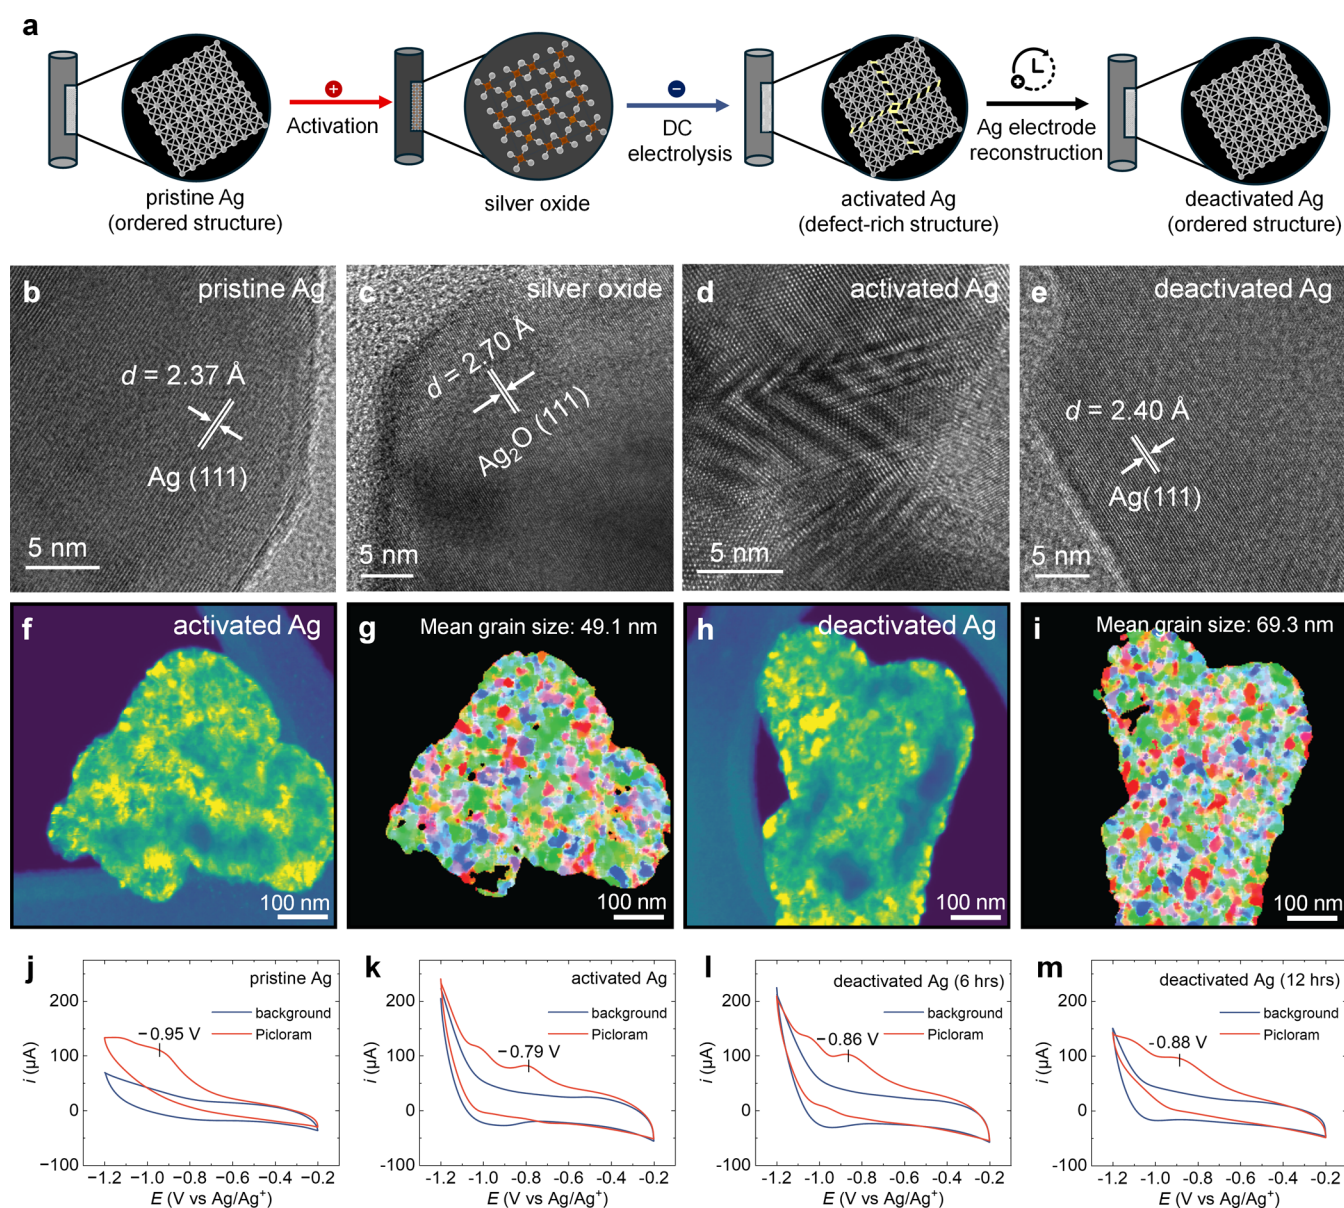 a
Activation
DC
electrolysis
Ag electrode
reconstruction
pristine Ag
(ordered structure)
silver oxide
activated Ag
(defect-rich structure)
deactivated Ag
(ordered structure)
b
pristine Ag
d = 2.37 Å
Ag (111)
5 nm
c
silver oxide
d = 2.70 Å
Ag₂O (111)
5 nm
d
activated Ag
5 nm
e
deactivated Ag
d = 2.40 Å
Ag(111)
5 nm
f
activated Ag
100 nm
g
Mean grain size: 49.1 nm
100 nm
h
deactivated Ag
100 nm
i
Mean grain size: 69.3 nm
100 nm
j
pristine Ag
background
Picloram
−0.95 V
200
100
0
−100
i (µA)
−1.2 −1.0 −0.8 −0.6 −0.4 −0.2
E (V vs Ag/Ag⁺)
k
activated Ag
background
Picloram
−0.79 V
200
100
0
-100
-1.2 -1.0 -0.8 -0.6 -0.4 -0.2
E (V vs Ag/Ag⁺)
l
deactivated Ag (6 hrs)
background
Picloram
−0.86 V
200
100
0
-100
i (µA)
-1.2 -1.0 -0.8 -0.6 -0.4 -0.2
E (V vs Ag/Ag⁺)
m
deactivated Ag (12 hrs)
background
Picloram
-0.88 V
200
100
0
-100
i (µA)
-1.2 -1.0 -0.8 -0.6 -0.4 -0.2
E (V vs Ag/Ag⁺)